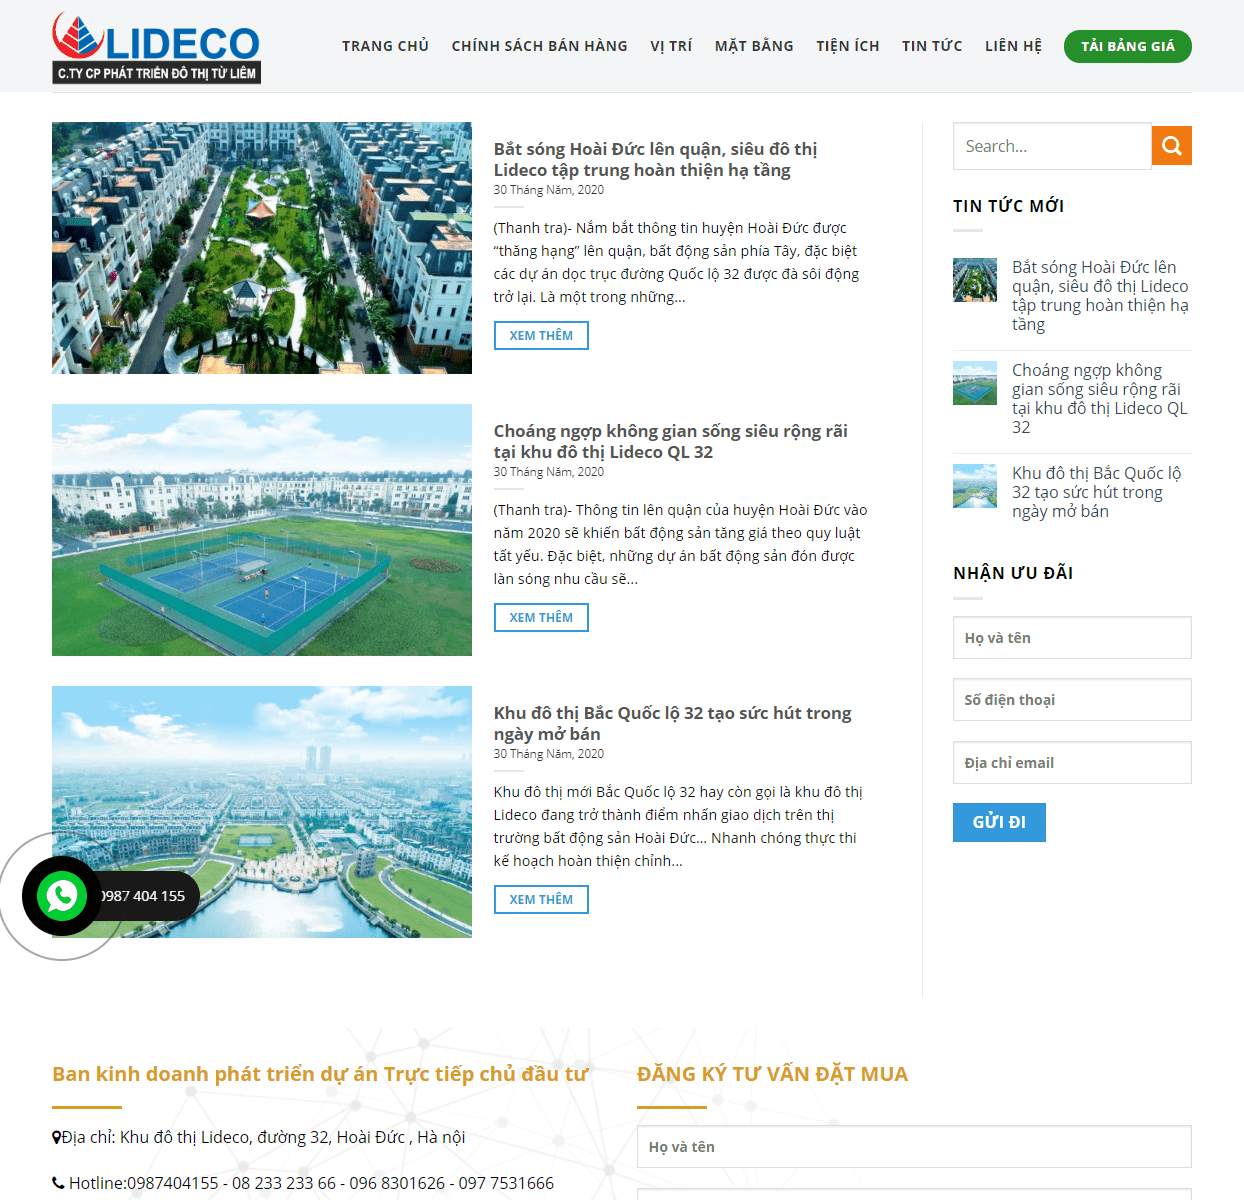 LIDECO
C.TY CP PHÁT TRIỂN ĐÔ THỊ TỪ LIÊM
TRANG CHỦ
CHÍNH SÁCH BÁN HÀNG
VỊ TRÍ
MẶT BẰNG
TIỆN ÍCH
TIN TỨC
LIÊN HỆ
TẢI BẢNG GIÁ
Bắt sóng Hoài Đức lên quận, siêu đô thị
Lideco tập trung hoàn thiện hạ tầng
30 Tháng Năm, 2020
(Thanh tra)- Nắm bắt thông tin huyện Hoài Đức được
“thăng hạng” lên quận, bất động sản phía Tây, đặc biệt
các dự án dọc trục đường Quốc lộ 32 được đà sôi động
trở lại. Là một trong những...
XEM THÊM
Choáng ngợp không gian sống siêu rộng rãi
tại khu đô thị Lideco QL 32
30 Tháng Năm, 2020
(Thanh tra)- Thông tin lên quận của huyện Hoài Đức vào
năm 2020 sẽ khiến bất động sản tăng giá theo quy luật
tất yếu. Đặc biệt, những dự án bất động sản đón được
làn sóng nhu cầu sẽ...
XEM THÊM
Khu đô thị Bắc Quốc lộ 32 tạo sức hút trong
ngày mở bán
30 Tháng Năm, 2020
Khu đô thị mới Bắc Quốc lộ 32 hay còn gọi là khu đô thị
Lideco đang trở thành điểm nhấn giao dịch trên thị
trường bất động sản Hoài Đức... Nhanh chóng thực thi
kế hoạch hoàn thiện chỉnh...
XEM THÊM
0987 404 155
Search...
TIN TỨC MỚI
Bắt sóng Hoài Đức lên
quận, siêu đô thị Lideco
tập trung hoàn thiện hạ
tầng
Choáng ngợp không
gian sống siêu rộng rãi
tại khu đô thị Lideco QL
32
Khu đô thị Bắc Quốc lộ
32 tạo sức hút trong
ngày mở bán
NHẬN ƯU ĐÃI
Họ và tên
Số điện thoại
Địa chỉ email
GỬI ĐI
Ban kinh doanh phát triển dự án Trực tiếp chủ đầu tư
Địa chỉ: Khu đô thị Lideco, đường 32, Hoài Đức , Hà nội
Hotline:0987404155 - 08 233 233 66 - 096 8301626 - 097 7531666
ĐĂNG KÝ TƯ VẤN ĐẶT MUA
Họ và tên